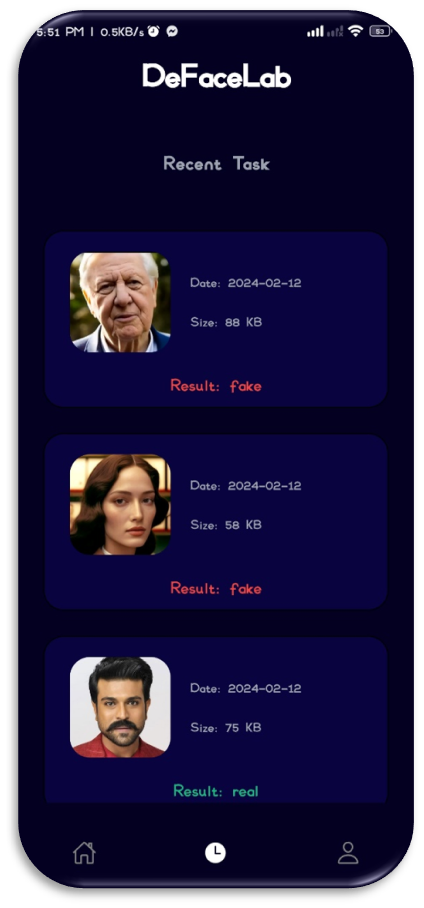 5:51 PM | 0.5KB/s
53
DeFaceLab
Recent Task
Date: 2024-02-12
Size: 88 KB
Result: fake
Date: 2024-02-12
Size: 58 KB
Result: fake
Date: 2024-02-12
Size: 75 KB
Result: real